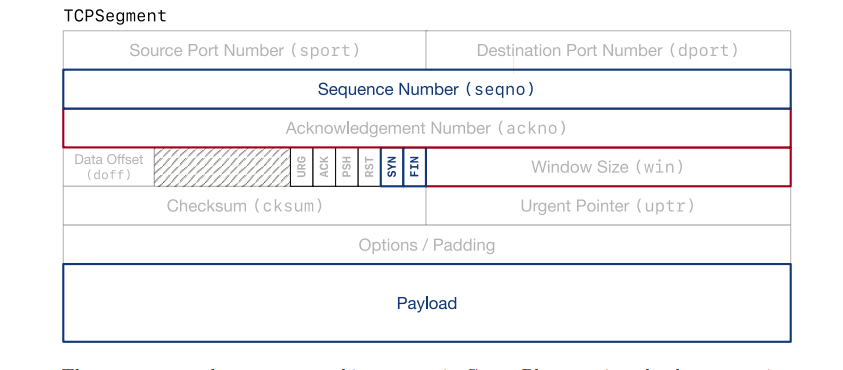 TCPSegment
Source Port Number (sport) Destination Port Number (dport)
Sequence Number (seqno)
Acknowledgement Number (ackno)
Data Offset (doff) URG ACK PSH RST SYN FIN Window Size (win)
Checksum (cksum) Urgent Pointer (uptr)
Options / Padding
Payload